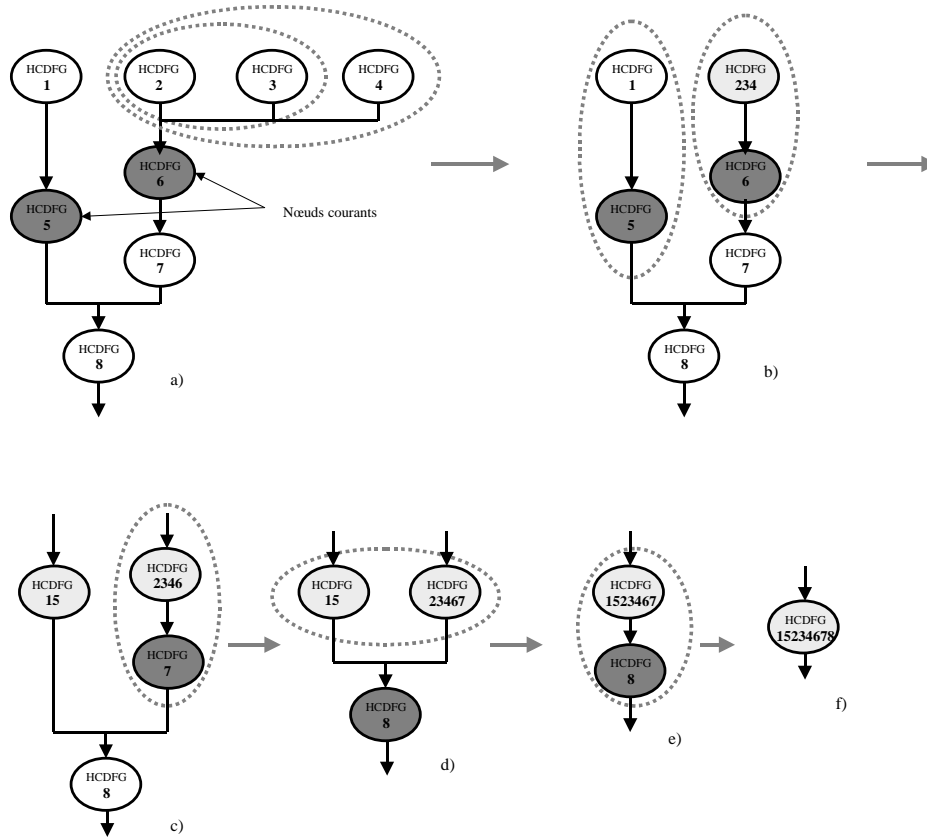 HCDFG
1
HCDFG
2
HCDFG
3
HCDFG
4
HCDFG
6
HCDFG
5
Nœuds courants
HCDFG
7
HCDFG
8
a)
HCDFG
1
HCDFG
234
HCDFG
6
HCDFG
5
HCDFG
7
HCDFG
8
b)
HCDFG
15
HCDFG
2346
HCDFG
7
HCDFG
8
c)
HCDFG
15
HCDFG
23467
HCDFG
8
d)
HCDFG
1523467
HCDFG
8
e)
HCDFG
15234678
f)